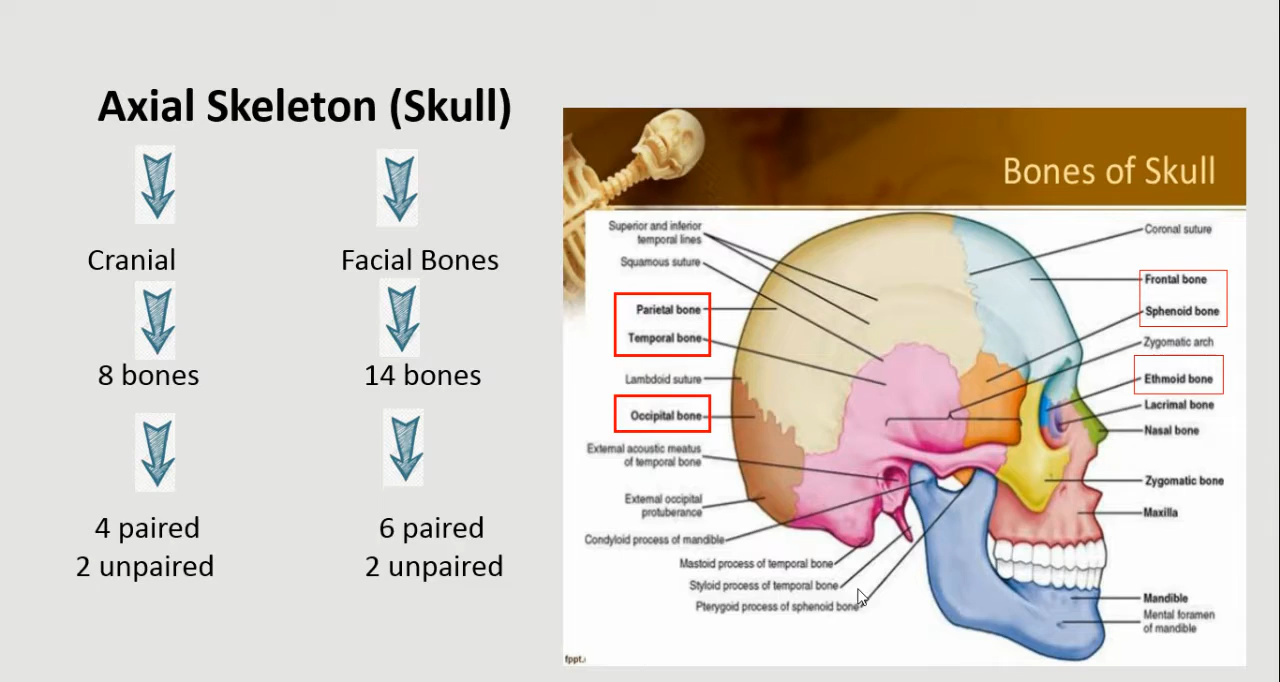 Axial Skeleton (Skull)
Cranial
Facial Bones
8 bones
14 bones
4 paired
2 unpaired
6 paired
2 unpaired
Bones of Skull
Superior and inferior
temporal lines
Squamous suture
Parietal bone
Temporal bone
Lambdoid suture
Occipital bone
External acoustic meatus
of temporal bone
External occipital
protuberance
Condyloid process of mandible
Mastoid process of temporal bone
Styloid process of temporal bone
Pterygoid process of sphenoid bone
Coronal suture
Frontal bone
Sphenoid bone
Zygomatic arch
Ethmoid bone
Lacrimal bone
Nasal bone
Zygomatic bone
Maxilla
Mandible
Mental foramen
of mandible
fppt.